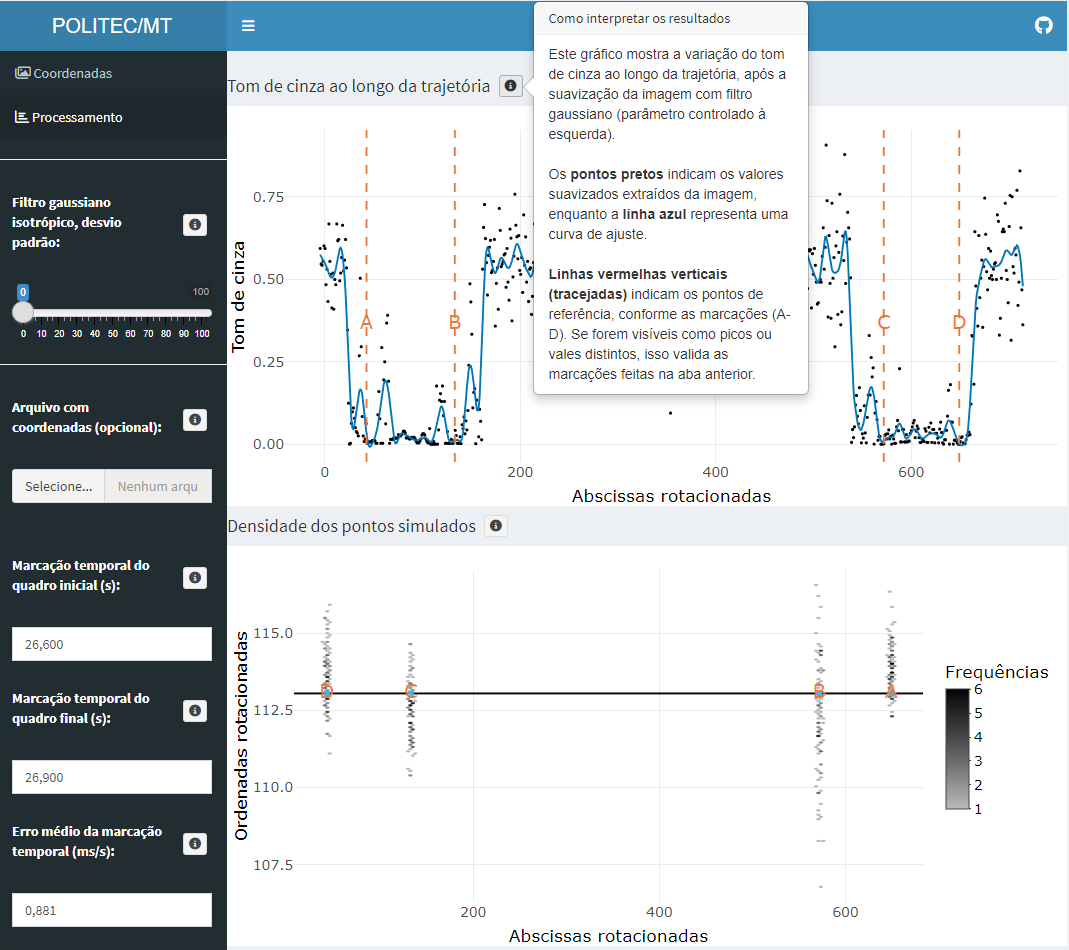 POLITEC/MT
Coordenadas
Processamento
Filtro gaussiano
isotrópico, desvio
padrão:
0
100
0 10 20 30 40 50 60 70 80 90 100
Arquivo com
coordenadas (opcional):
Selecione...
Nenhum arqu
Marcação temporal do
quadro inicial (s):
26,600
Marcação temporal do
quadro final (s):
26,900
Erro médio da marcação
temporal (ms/s):
0,881
Tom de cinza ao longo da trajetória
Como interpretar os resultados
Este gráfico mostra a variação do tom
de cinza ao longo da trajetória, após a
suavização da imagem com filtro
gaussiano (parâmetro controlado à
esquerda).
Os pontos pretos indicam os valores
suavizados extraídos da imagem,
enquanto a linha azul representa uma
curva de ajuste.
Linhas vermelhas verticais
(tracejadas) indicam os pontos de
referência, conforme as marcações (A-
D). Se forem visíveis como picos ou
vales distintos, isso valida as
marcações feitas na aba anterior.
Tom de cinza
0.75
0.50
0.25
0.00
A B C D
0 200 400 600
Abscissas rotacionadas
Densidade dos pontos simulados
Ordenadas rotacionadas
115.0
112.5
110.0
107.5
D C B A
200 400 600
Abscissas rotacionadas
Frequências
6
5
4
3
2
1